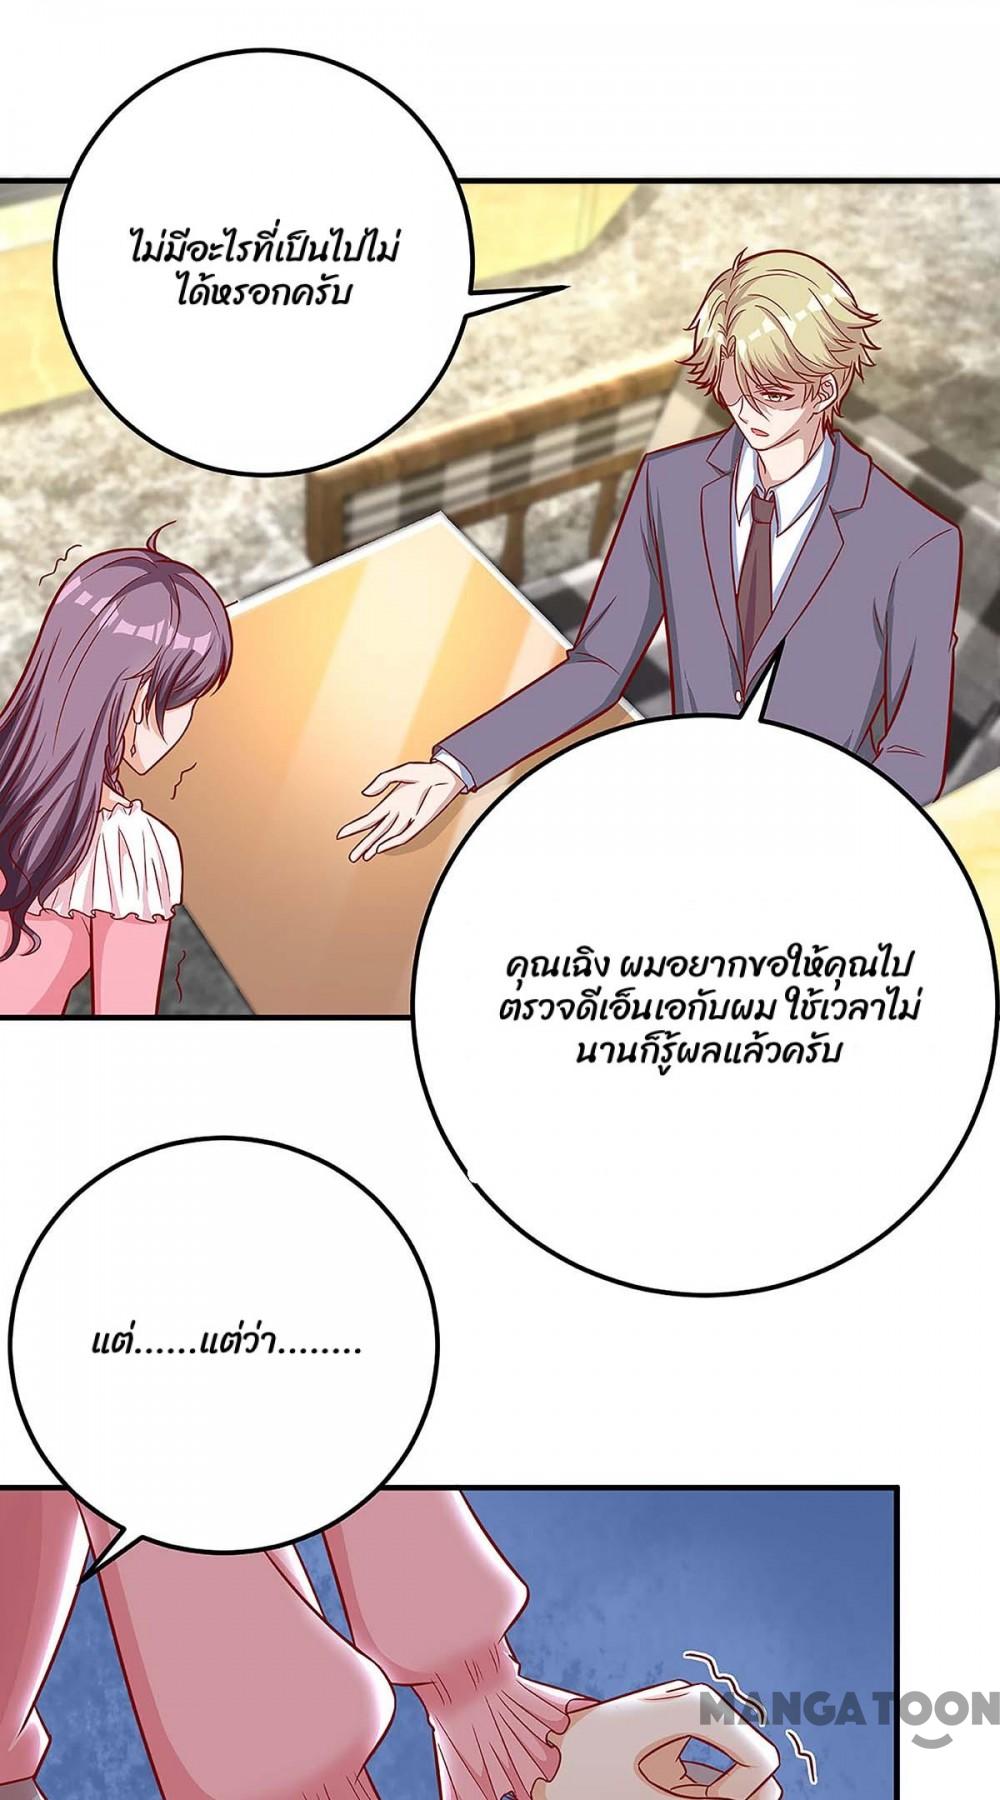 ไม่มีอะไรที่เป็นไปไม่
ได้หรอกครับ
คุณเฉิง ผมอยากขอให้คุณไป
ตรวจดีเอ็นเอกับผม ใช้เวลาไม่
นานก็รู้ผลแล้วครับ
แต่......แต่ว่า........
MANGATOON